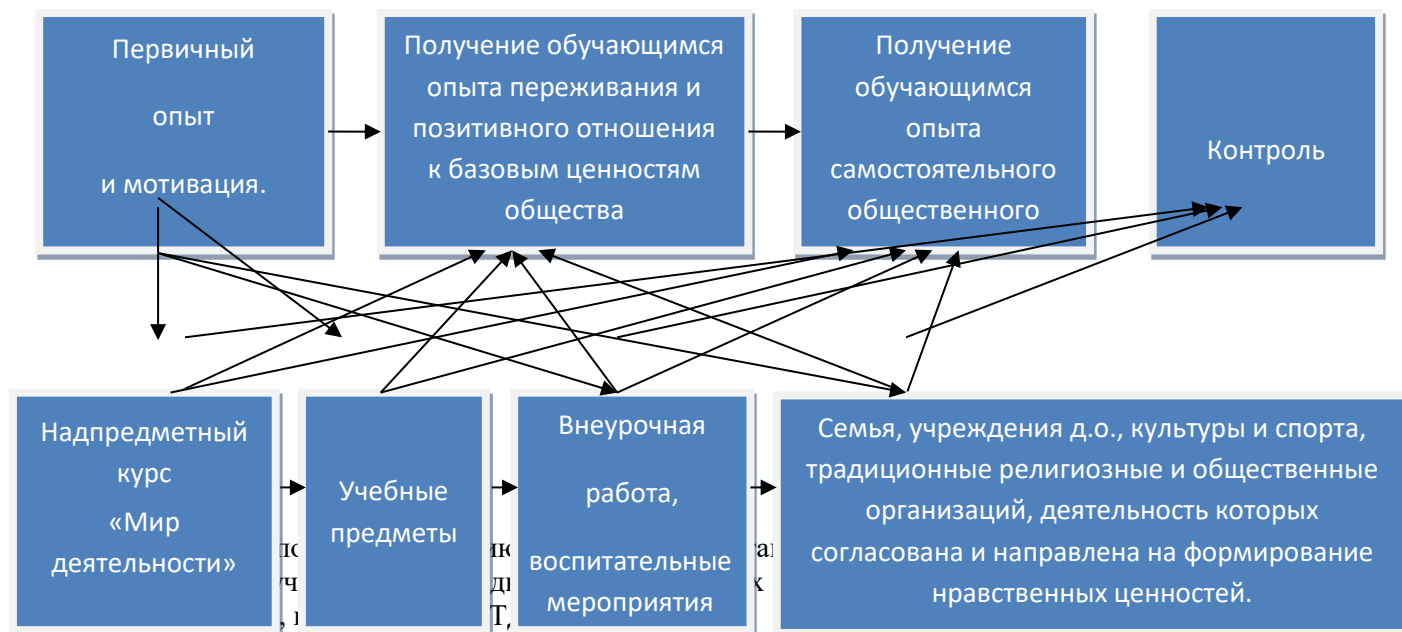 Первичный
опыт
и мотивация.
Получение обучающимся
опыта переживания и
позитивного отношения
к базовым ценностям
общества
Получение
обучающимся
опыта
самостоятельного
общественного
Контроль
Надпредметный
курс
«Мир
деятельности»
Учебные
предметы
Внеурочная
работа,
воспитательные
мероприятия
Семья, учреждения д.о., культуры и спорта,
традиционные религиозные и общественные
организаций, деятельность которых
согласована и направлена на формирование
нравственных ценностей.